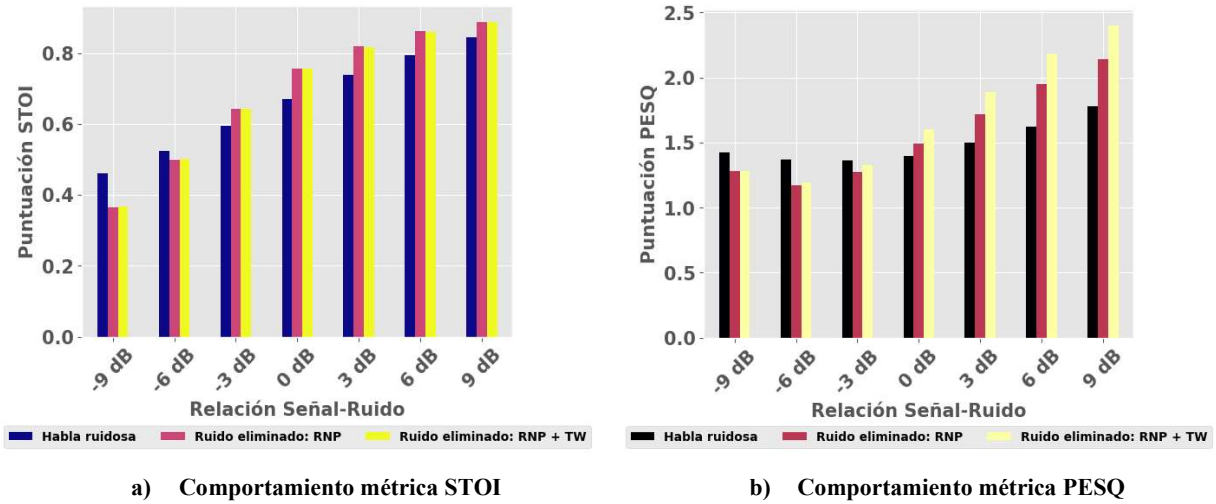 Puntuación STOI
0.8
0.6
0.4
0.2
0.0
-9 dB
-6 dB
-3 dB
0 dB
3 dB
6 dB
9 dB
Relación Señal-Ruido
Habla ruidosa
Ruido eliminado: RNP
Ruido eliminado: RNP + TW
a) Comportamiento métrica STOI
Puntuación PESQ
2.5
2.0
1.5
1.0
0.5
0.0
-9 dB
-6 dB
-3 dB
0 dB
3 dB
6 dB
9 dB
Relación Señal-Ruido
Habla ruidosa
Ruido eliminado: RNP
Ruido eliminado: RNP + TW
b) Comportamiento métrica PESQ